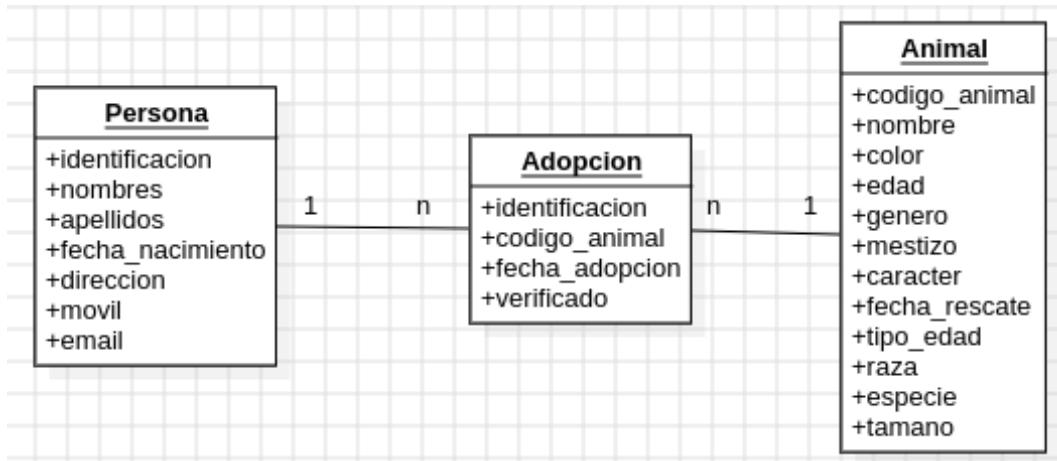 Persona
+identificacion
+nombres
+apellidos
+fecha_nacimiento
+direccion
+movil
+email
1
n
Adopcion
+identificacion
+codigo_animal
+fecha_adopcion
+verificado
n
1
Animal
+codigo_animal
+nombre
+color
+edad
+genero
+mestizo
+caracter
+fecha_rescate
+tipo_edad
+raza
+especie
+tamano